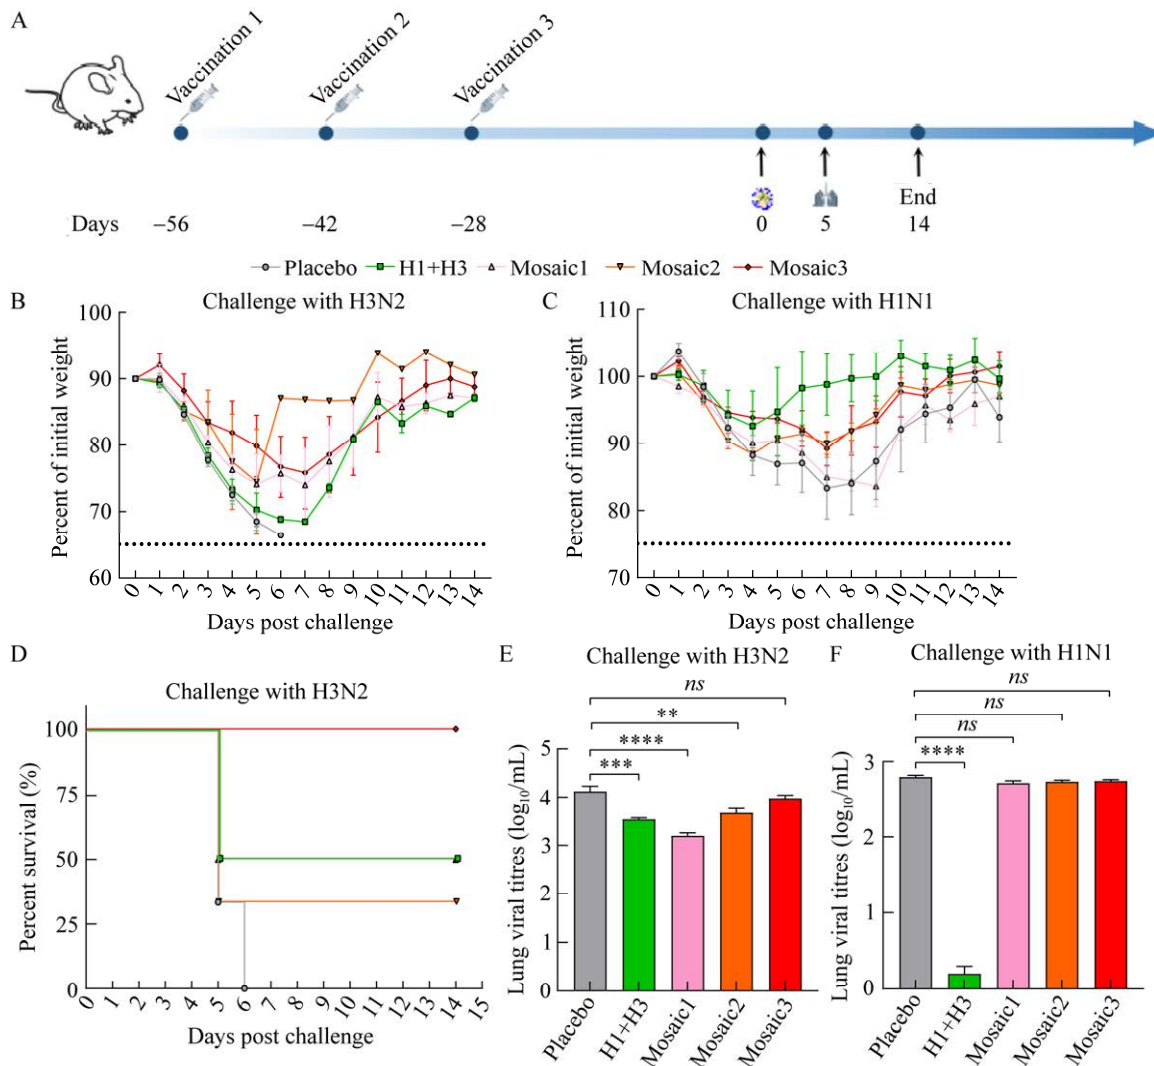 A
Vaccination 1
Vaccination 2
Vaccination 3
End
Days −56 −42 −28 0 5 14
Placebo H1+H3 Mosaic1 Mosaic2 Mosaic3
B
Challenge with H3N2
Percent of initial weight
100
90
80
70
60
0 1 2 3 4 5 6 7 8 9 10 11 12 13 14
Days post challenge
C
Challenge with H1N1
Percent of initial weight
110
100
90
80
70
0 1 2 3 4 5 6 7 8 9 10 11 12 13 14
Days post challenge
D
Challenge with H3N2
Percent survival (%)
100
75
50
25
0
0 1 2 3 4 5 6 7 8 9 10 11 12 13 14 15
Days post challenge
E
Challenge with H3N2
ns
**
****
***
Lung viral titres (log10/mL)
5
4
3
2
1
0
Placebo H1+H3 Mosaic1 Mosaic2 Mosaic3
F
Challenge with H1N1
ns
ns
ns
****
Lung viral titres (log10/mL)
3
2
3
0
Placebo H1+H3 Mosaic1 Mosaic2 Mosaic3